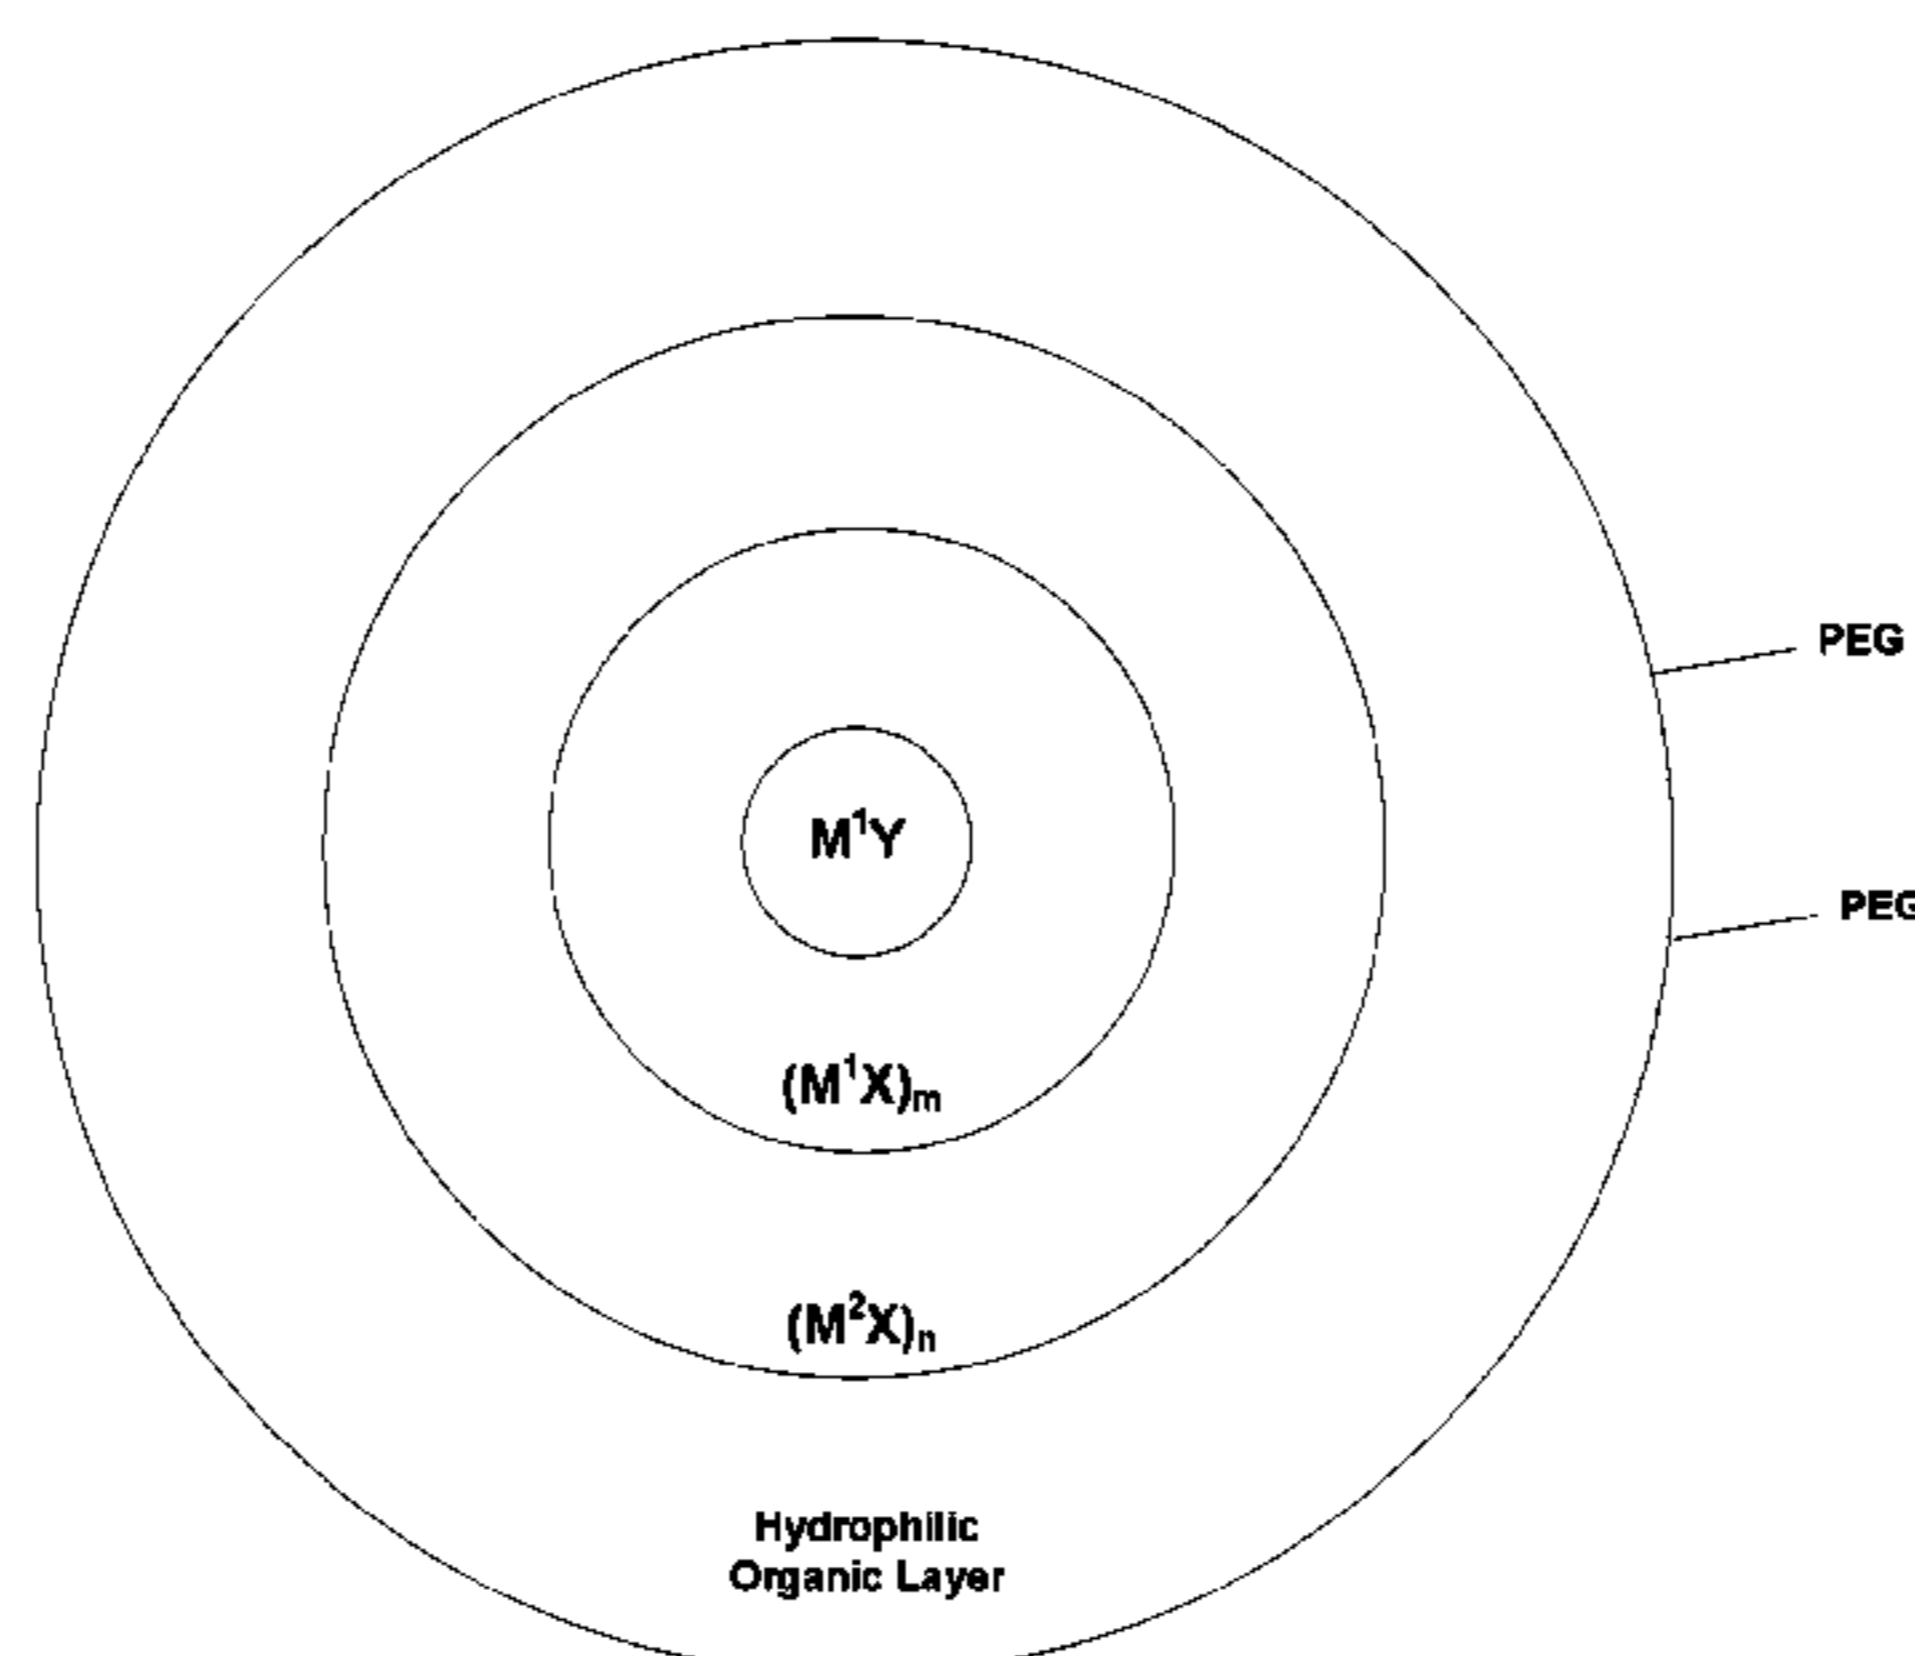 PEG
M¹Y
PEG
(M¹X)ₘ
(M²X)ₙ
Hydrophilic
Organic Layer